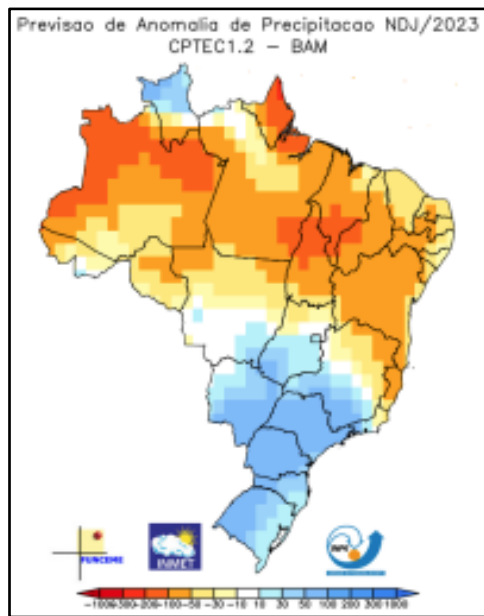 Previsao de Anomalia de Precipitacao NDJ/2023
CPTEC1.2 – BAM
FUNCEME
INMET
INPE
-1000 -300 -200 -100 -50 -30 -10 10 30 50 100 200 300 1000